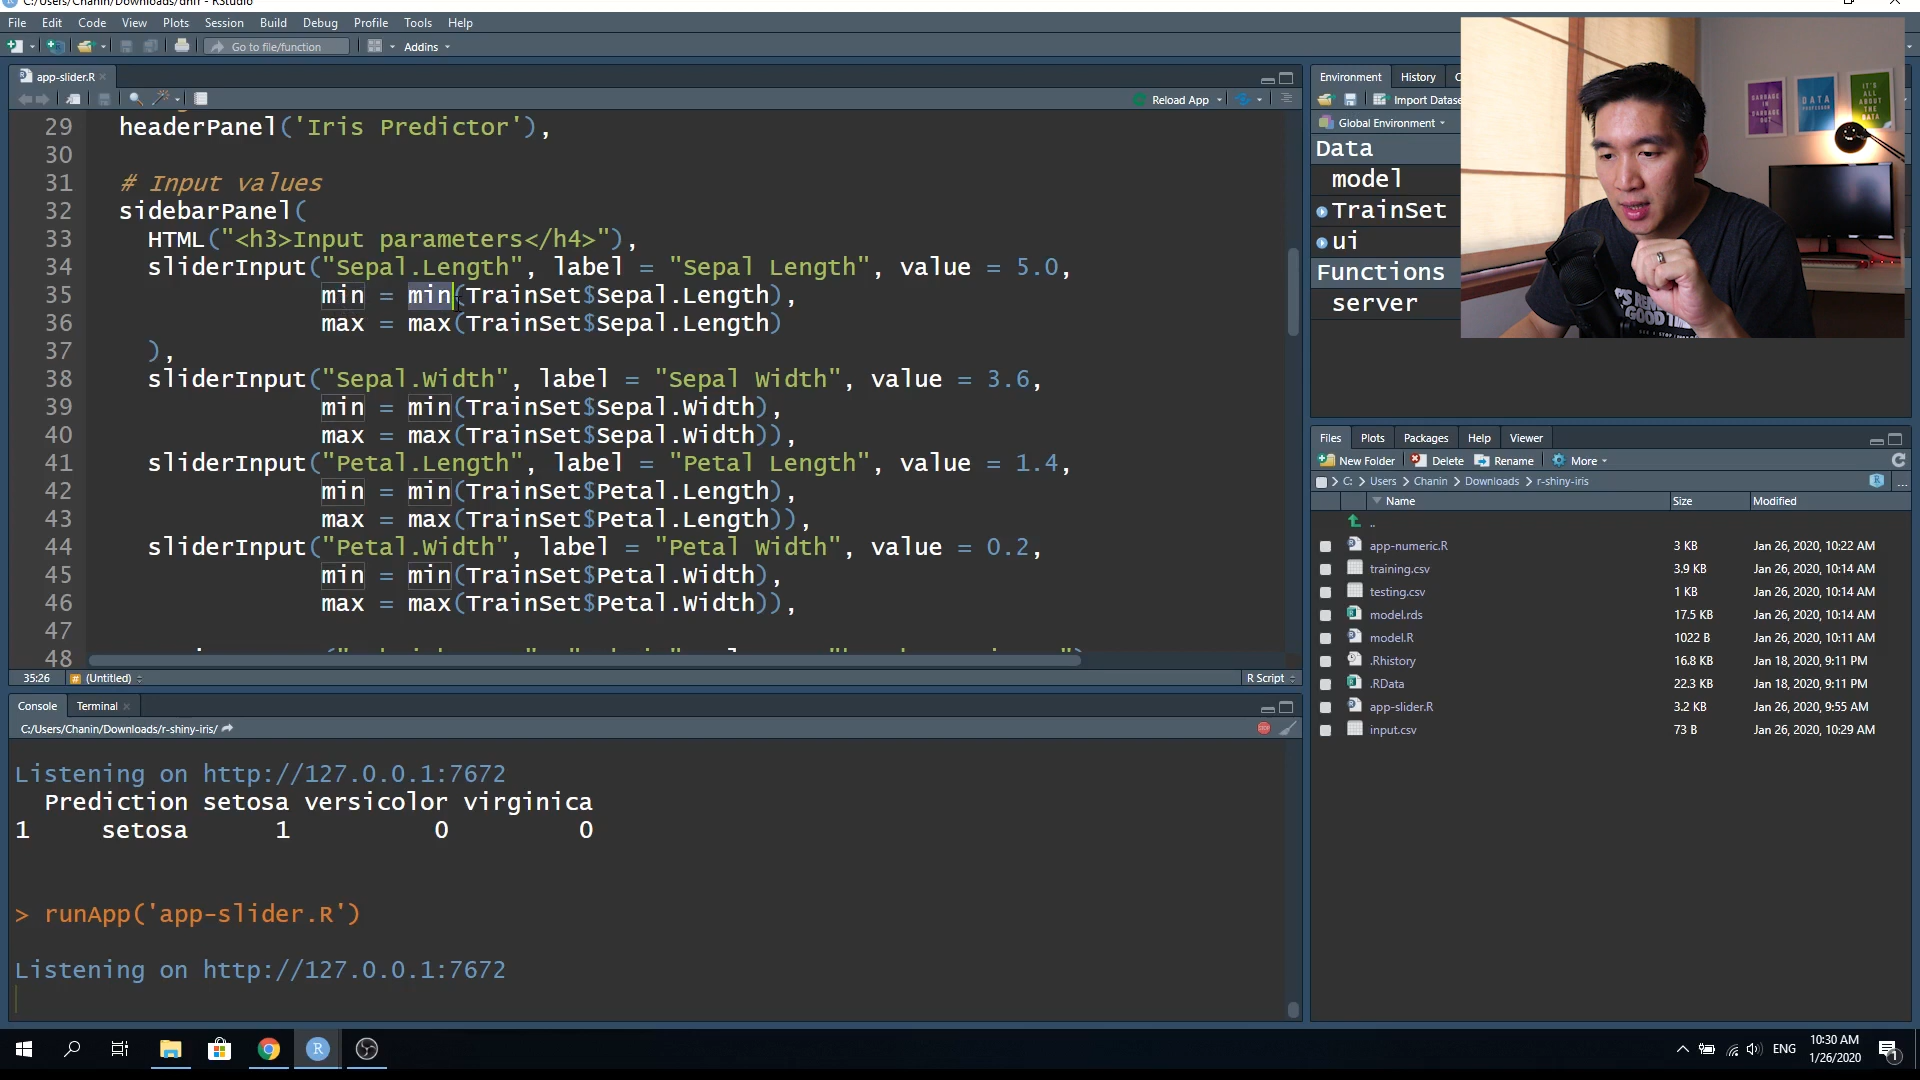 C:/Users/Chanin/Downloads/dhfr - RStudio
File Edit Code View Plots Session Build Debug Profile Tools Help
Go to file/function Addins
app-slider.R
Reload App
29 headerPanel('Iris Predictor'),
30
31 # Input values
32 sidebarPanel(
33 HTML("<h3>Input parameters</h4>"),
34 sliderInput("Sepal.Length", label = "Sepal Length", value = 5.0,
35 min = min(TrainSet$Sepal.Length),
36 max = max(TrainSet$Sepal.Length)
37 ),
38 sliderInput("Sepal.Width", label = "Sepal Width", value = 3.6,
39 min = min(TrainSet$Sepal.Width),
40 max = max(TrainSet$Sepal.Width)),
41 sliderInput("Petal.Length", label = "Petal Length", value = 1.4,
42 min = min(TrainSet$Petal.Length),
43 max = max(TrainSet$Petal.Length)),
44 sliderInput("Petal.Width", label = "Petal Width", value = 0.2,
45 min = min(TrainSet$Petal.Width),
46 max = max(TrainSet$Petal.Width)),
47
48
35:26 # (Untitled) R Script
Console Terminal
C:/Users/Chanin/Downloads/r-shiny-iris/
Listening on http://127.0.0.1:7672
Prediction setosa versicolor virginica
1 setosa 1 0 0
> runApp('app-slider.R')
Listening on http://127.0.0.1:7672
Environment History
Import Datase
Global Environment
Data
model
TrainSet
ui
Functions
server
GARBAGE IN GARBAGE OUT
DATA PROFESSOR
IT'S ALL ABOUT THE DATA
Files Plots Packages Help Viewer
New Folder Delete Rename More
C: > Users > Chanin > Downloads > r-shiny-iris ...
Name Size Modified
..
app-numeric.R 3 KB Jan 26, 2020, 10:22 AM
training.csv 3.9 KB Jan 26, 2020, 10:14 AM
testing.csv 1 KB Jan 26, 2020, 10:14 AM
model.rds 17.5 KB Jan 26, 2020, 10:14 AM
model.R 1022 B Jan 26, 2020, 10:11 AM
.Rhistory 16.8 KB Jan 18, 2020, 9:11 PM
.RData 22.3 KB Jan 18, 2020, 9:11 PM
app-slider.R 3.2 KB Jan 26, 2020, 9:55 AM
input.csv 73 B Jan 26, 2020, 10:29 AM
ENG
10:30 AM
1/26/2020
1